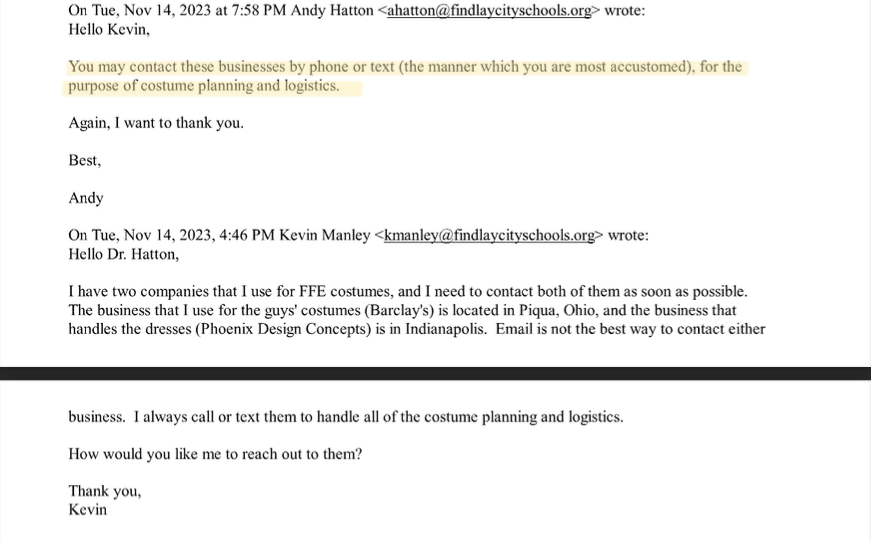 On Tue, Nov 14, 2023 at 7:58 PM Andy Hatton <ahatton@findlaycityschools.org> wrote:
Hello Kevin,
You may contact these businesses by phone or text (the manner which you are most accustomed), for the
purpose of costume planning and logistics.
Again, I want to thank you.
Best,
Andy
On Tue, Nov 14, 2023, 4:46 PM Kevin Manley <kmanley@findlaycityschools.org> wrote:
Hello Dr. Hatton,
I have two companies that I use for FFE costumes, and I need to contact both of them as soon as possible.
The business that I use for the guys' costumes (Barclay's) is located in Piqua, Ohio, and the business that
handles the dresses (Phoenix Design Concepts) is in Indianapolis.  Email is not the best way to contact either
business.  I always call or text them to handle all of the costume planning and logistics.
How would you like me to reach out to them?
Thank you,
Kevin